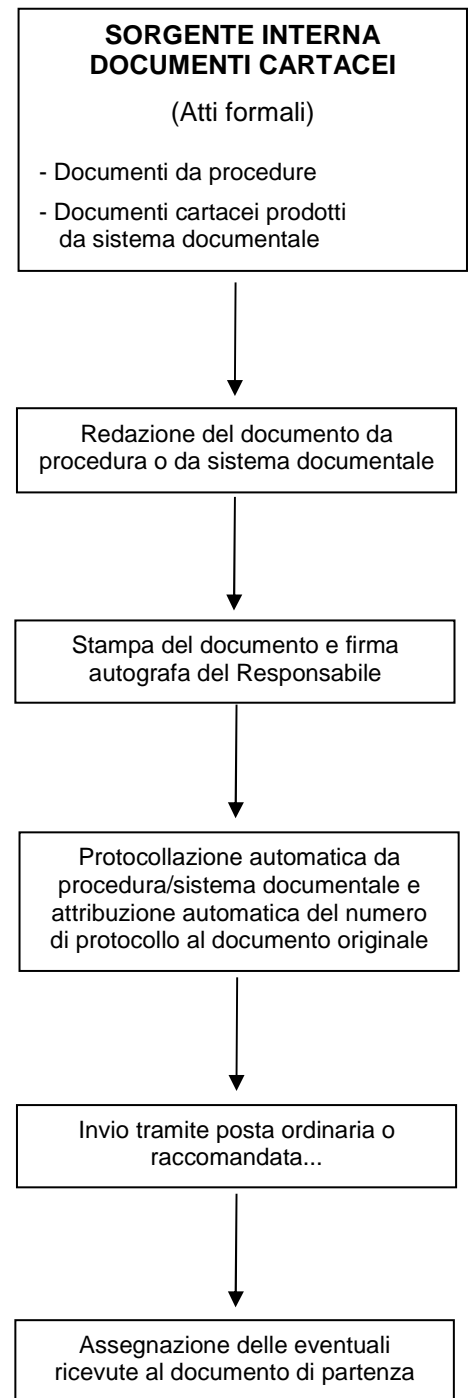 SORGENTE INTERNA
DOCUMENTI CARTACEI
(Atti formali)
- Documenti da procedure
- Documenti cartacei prodotti
da sistema documentale
Redazione del documento da
procedura o da sistema documentale
Stampa del documento e firma
autografa del Responsabile
Protocollazione automatica da
procedura/sistema documentale e
attribuzione automatica del numero
di protocollo al documento originale
Invio tramite posta ordinaria o
raccomandata...
Assegnazione delle eventuali
ricevute al documento di partenza